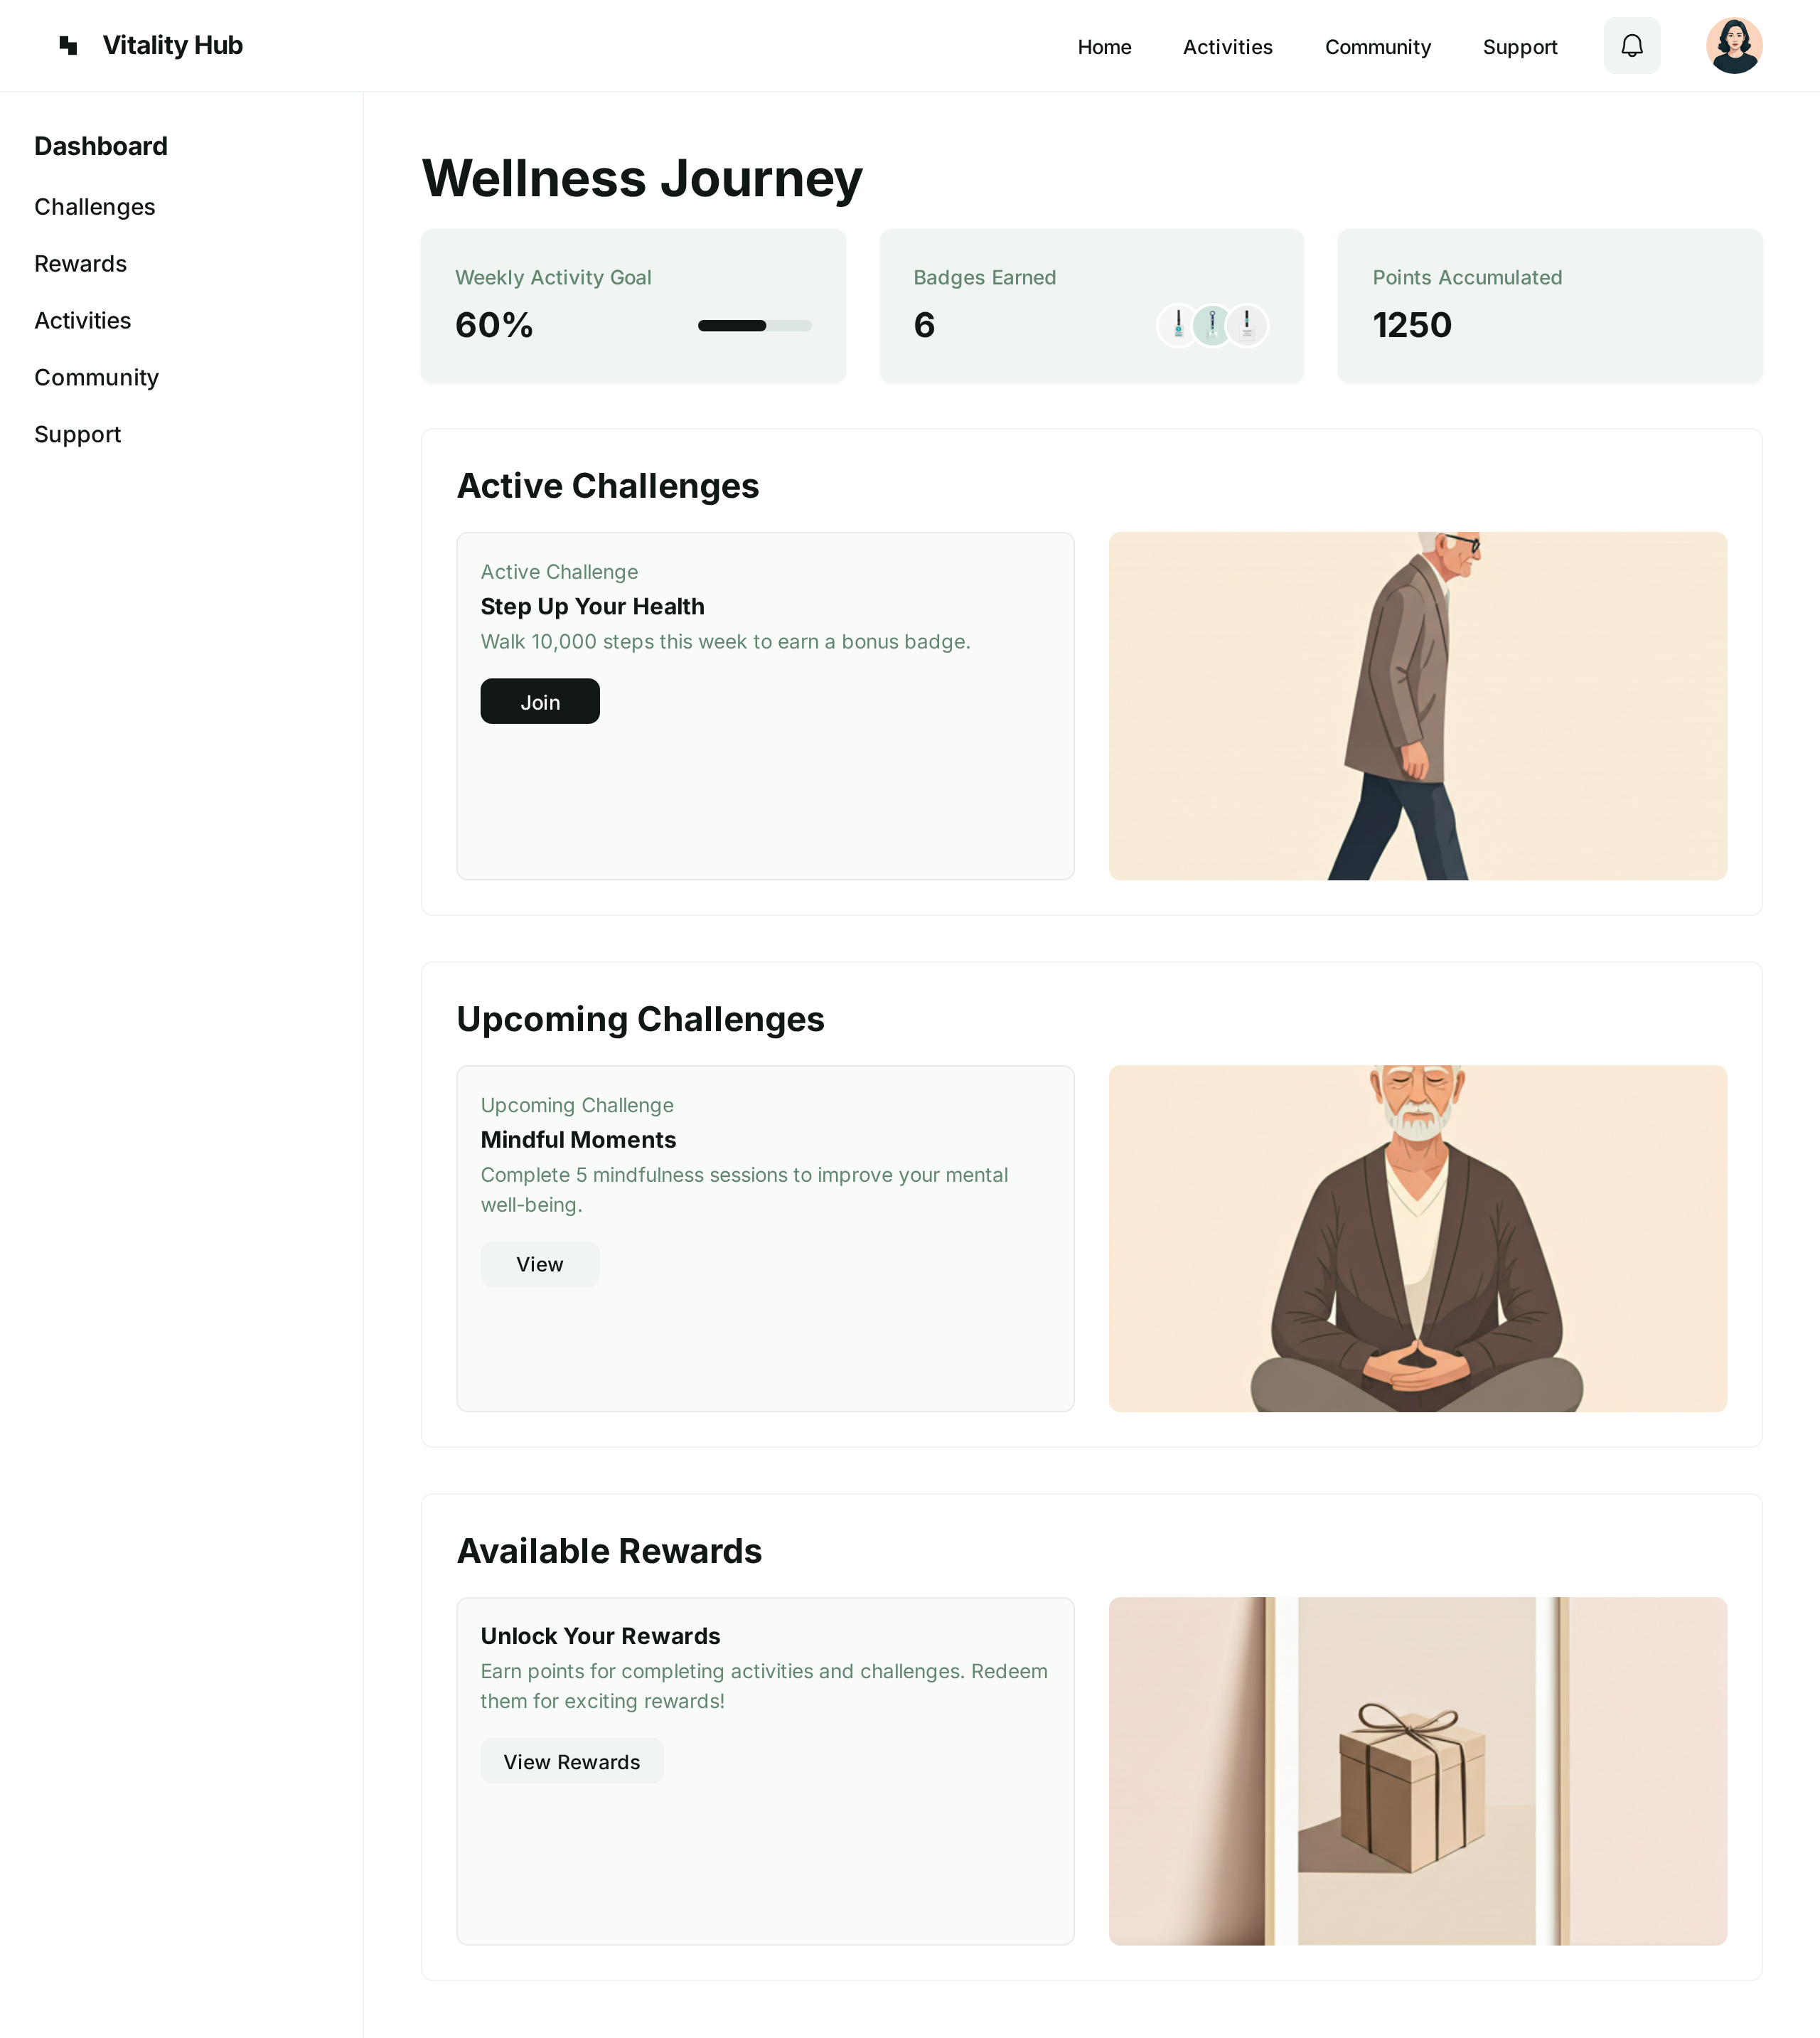 Vitality Hub
Home
Activities
Community
Support
Dashboard
Challenges
Rewards
Activities
Community
Support
Wellness Journey
Weekly Activity Goal
60%
Badges Earned
6
Points Accumulated
1250
Active Challenges
Active Challenge
Step Up Your Health
Walk 10,000 steps this week to earn a bonus badge.
Join
Upcoming Challenges
Upcoming Challenge
Mindful Moments
Complete 5 mindfulness sessions to improve your mental
well-being.
View
Available Rewards
Unlock Your Rewards
Earn points for completing activities and challenges. Redeem
them for exciting rewards!
View Rewards